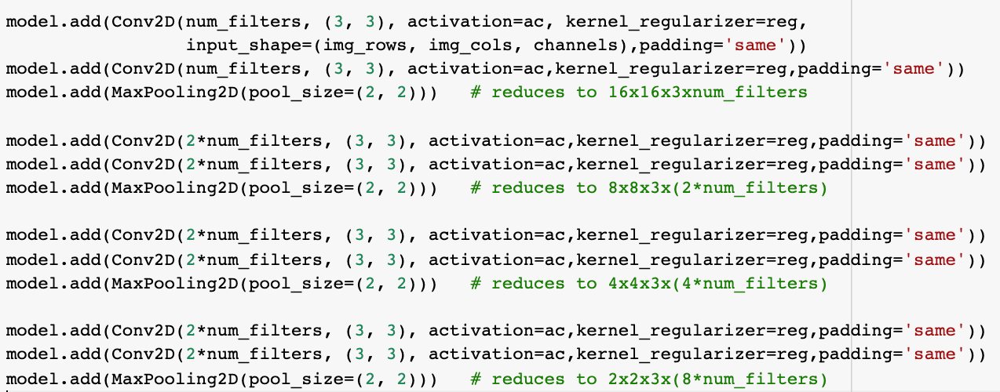 model.add(Conv2D(num_filters, (3, 3), activation=ac, kernel_regularizer=reg,
                 input_shape=(img_rows, img_cols, channels),padding='same'))
model.add(Conv2D(num_filters, (3, 3), activation=ac,kernel_regularizer=reg,padding='same'))
model.add(MaxPooling2D(pool_size=(2, 2)))   # reduces to 16x16x3xnum_filters

model.add(Conv2D(2*num_filters, (3, 3), activation=ac,kernel_regularizer=reg,padding='same'))
model.add(Conv2D(2*num_filters, (3, 3), activation=ac,kernel_regularizer=reg,padding='same'))
model.add(MaxPooling2D(pool_size=(2, 2)))   # reduces to 8x8x3x(2*num_filters)

model.add(Conv2D(2*num_filters, (3, 3), activation=ac,kernel_regularizer=reg,padding='same'))
model.add(Conv2D(2*num_filters, (3, 3), activation=ac,kernel_regularizer=reg,padding='same'))
model.add(MaxPooling2D(pool_size=(2, 2)))   # reduces to 4x4x3x(4*num_filters)

model.add(Conv2D(2*num_filters, (3, 3), activation=ac,kernel_regularizer=reg,padding='same'))
model.add(Conv2D(2*num_filters, (3, 3), activation=ac,kernel_regularizer=reg,padding='same'))
model.add(MaxPooling2D(pool_size=(2, 2)))   # reduces to 2x2x3x(8*num_filters)